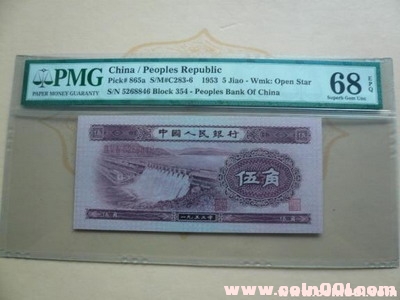 PMG
PAPER MONEY GUARANTY
China / Peoples Republic
Pick# 865a S/M#C283-6 1953 5 Jiao - Wmk: Open Star
S/N 5268846 Block 354 - Peoples Bank Of China
68 EPQ
Superb Gem Unc
中國人民銀行
伍角
一九五三年
www.coin001.com